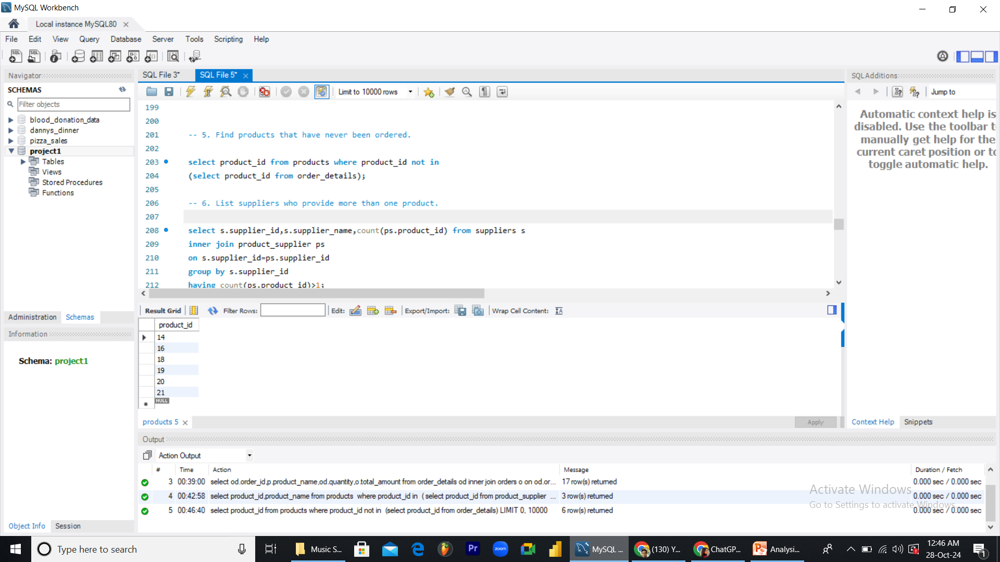 MySQL Workbench
Local instance MySQL80
File Edit View Query Database Server Tools Scripting Help
Navigator
SCHEMAS
Filter objects
blood_donation_data
dannys_dinner
pizza_sales
project1
Tables
Views
Stored Procedures
Functions
Administration Schemas
Information
Schema: project1
Object Info Session
SQL File 3* SQL File 5*
Limit to 10000 rows
199
200
201 -- 5. Find products that have never been ordered.
202
203 select product_id from products where product_id not in
204 (select product_id from order_details);
205
206 -- 6. List suppliers who provide more than one product.
207
208 select s.supplier_id,s.supplier_name,count(ps.product_id) from suppliers s
209 inner join product_supplier ps
210 on s.supplier_id=ps.supplier_id
211 group by s.supplier_id
212 having count(ps.product_id)>1;
Result Grid Filter Rows: Edit: Export/Import: Wrap Cell Content:
product_id
14
16
18
19
20
21
NULL
products 5 Apply
SQLAdditions
Jump to
Automatic context help is
disabled. Use the toolbar t
manually get help for the
current caret position or to
toggle automatic help.
Context Help Snippets
Output
Action Output
# Time Action Message Duration / Fetch
3 00:39:00 select od.order_id,p.product_name,od.quantity,o.total_amount from order_details od inner join orders o on od.or... 17 row(s) returned 0.000 sec / 0.000 sec
4 00:42:58 select product_id,product_name from products where product_id in ( select product_id from product_supplier ... 3 row(s) returned 0.000 sec / 0.000 sec
5 00:46:40 select product_id from products where product_id not in (select product_id from order_details) LIMIT 0, 10000 6 row(s) returned 0.000 sec / 0.000 sec
Activate Windows
Go to Settings to activate Windows.
Type here to search
Music S...
Pr
zoom
MySQL ...
(130) Y...
ChatGP...
Analysi...
12:46 AM
28-Oct-24
1